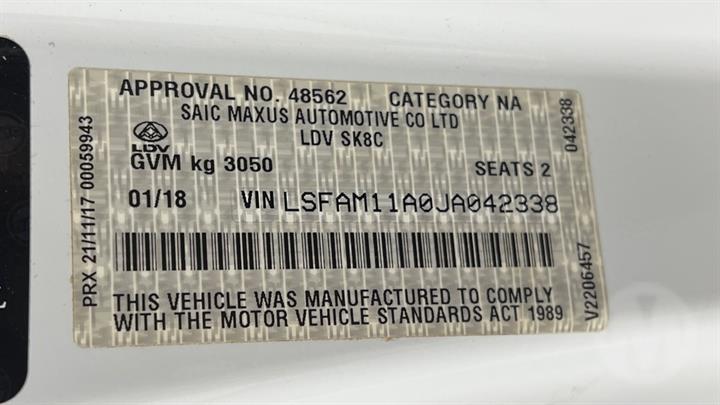 APPROVAL NO. 48562 CATEGORY NA
SAIC MAXUS AUTOMOTIVE CO LTD
LDV
LDV SK8C
GVM kg 3050 SEATS 2
01/18 VIN LSFAM11A0JA042338
THIS VEHICLE WAS MANUFACTURED TO COMPLY
WITH THE MOTOR VEHICLE STANDARDS ACT 1989
PRX 21/11/17 00059943
042338
V2206457